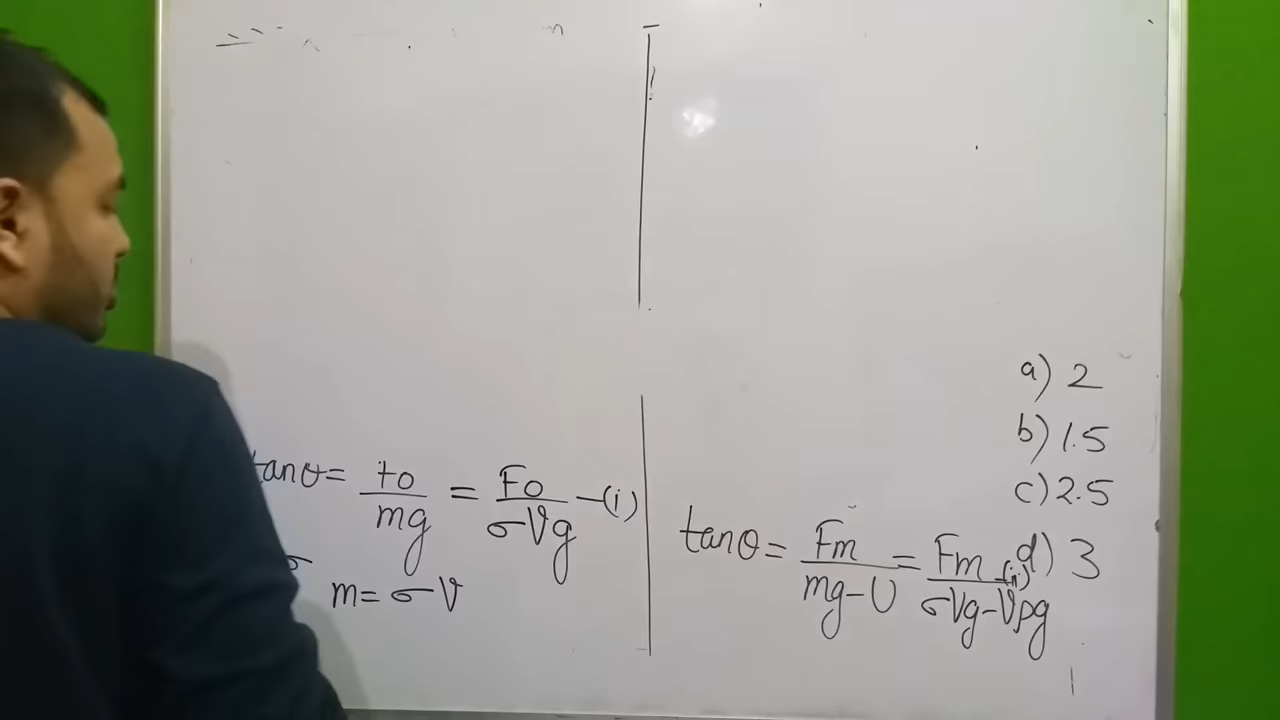 tanθ= Fo/mg = Fo/σVg —(i)
m= σV
tanθ= Fm/mg-U = Fm/σVg-Vρg —(ii)
a) 2
b) 1.5
c) 2.5
d) 3